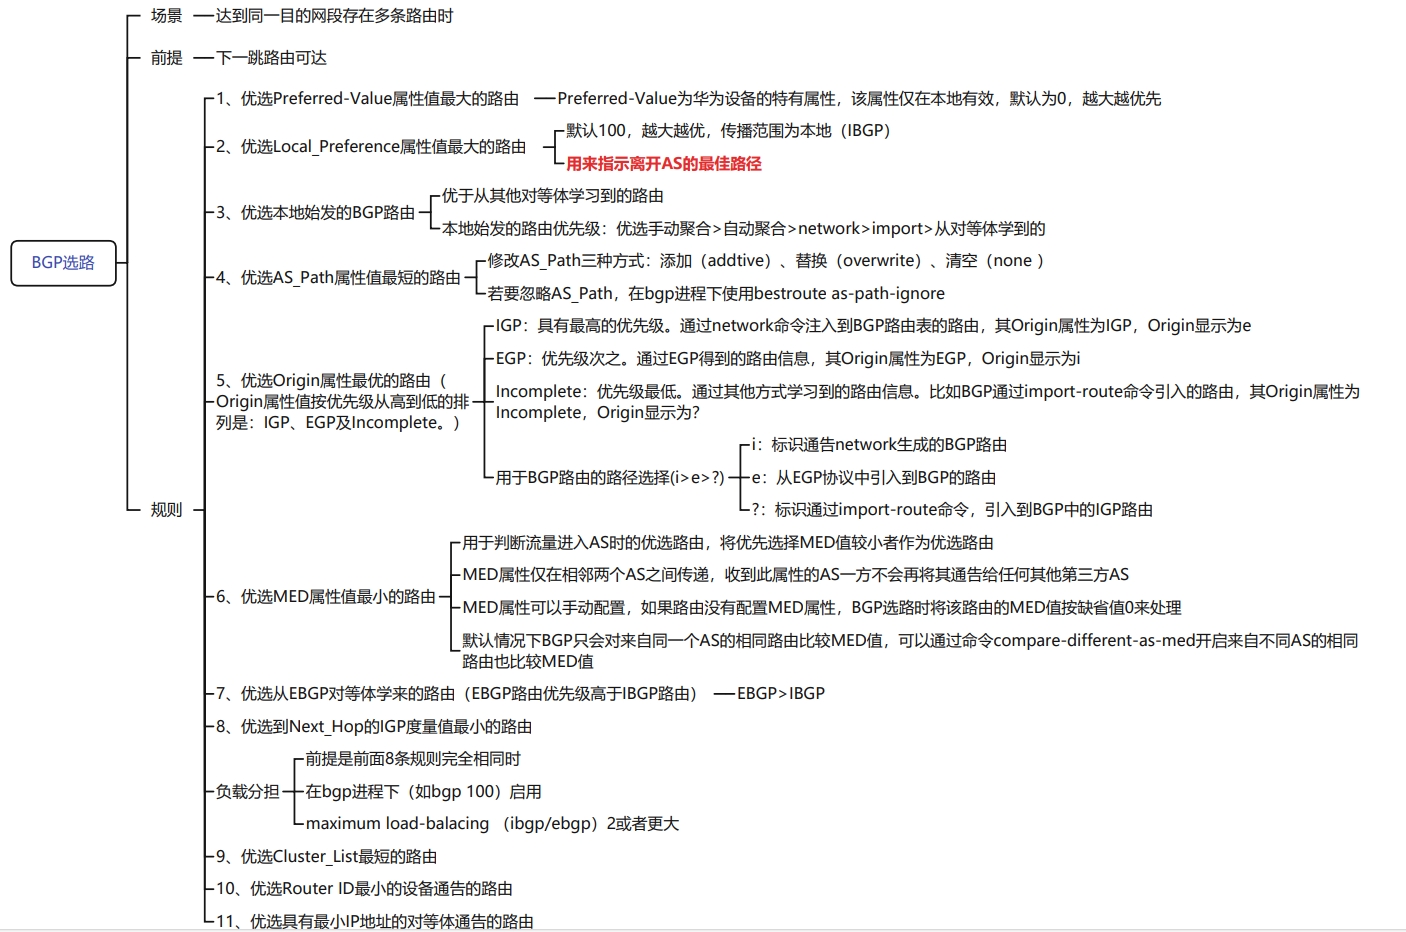 场景
达到同一目的网段存在多条路由时
前提
下一跳路由可达
1、优选Preferred-Value属性值最大的路由
Preferred-Value为华为设备的特有属性，该属性仅在本地有效，默认为0，越大越优先
2、优选Local_Preference属性值最大的路由
默认100，越大越优，传播范围为本地（IBGP）
用来指示离开AS的最佳路径
3、优选本地始发的BGP路由
优于从其他对等体学习到的路由
本地始发的路由优先级：优选手动聚合>自动聚合>network>import>从对等体学到的
BGP选路
4、优选AS_Path属性值最短的路由
修改AS_Path三种方式：添加（addtive）、替换（overwrite）、清空（none ）
若要忽略AS_Path，在bgp进程下使用bestroute as-path-ignore
5、优选Origin属性最优的路由（
Origin属性值按优先级从高到低的排
列是：IGP、EGP及Incomplete。）
IGP：具有最高的优先级。通过network命令注入到BGP路由表的路由，其Origin属性为IGP，Origin显示为e
EGP：优先级次之。通过EGP得到的路由信息，其Origin属性为EGP，Origin显示为i
Incomplete：优先级最低。通过其他方式学习到的路由信息。比如BGP通过import-route命令引入的路由，其Origin属性为
Incomplete，Origin显示为?
用于BGP路由的路径选择(i>e>?)
i：标识通告network生成的BGP路由
e：从EGP协议中引入到BGP的路由
?：标识通过import-route命令，引入到BGP中的IGP路由
规则
6、优选MED属性值最小的路由
用于判断流量进入AS时的优选路由，将优先选择MED值较小者作为优选路由
MED属性仅在相邻两个AS之间传递，收到此属性的AS一方不会再将其通告给任何其他第三方AS
MED属性可以手动配置，如果路由没有配置MED属性，BGP选路时将该路由的MED值按缺省值0来处理
默认情况下BGP只会对来自同一个AS的相同路由比较MED值，可以通过命令compare-different-as-med开启来自不同AS的相同
路由也比较MED值
7、优选从EBGP对等体学来的路由（EBGP路由优先级高于IBGP路由）
EBGP>IBGP
8、优选到Next_Hop的IGP度量值最小的路由
负载分担
前提是前面8条规则完全相同时
在bgp进程下（如bgp 100）启用
maximum load-balacing （ibgp/ebgp）2或者更大
9、优选Cluster_List最短的路由
10、优选Router ID最小的设备通告的路由
11、优选具有最小IP地址的对等体通告的路由